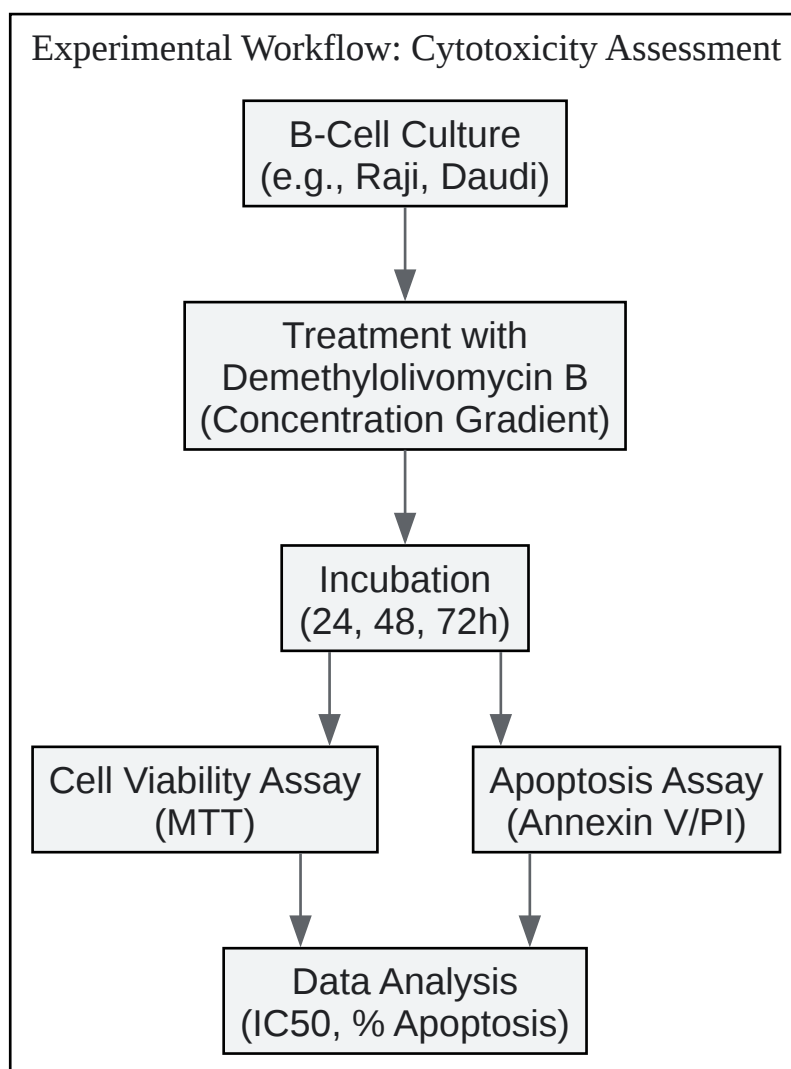 Experimental Workflow: Cytotoxicity Assessment
B-Cell Culture
(e.g., Raji, Daudi)
Treatment with
Demethylolivomycin B
(Concentration Gradient)
Incubation
(24, 48, 72h)
Cell Viability Assay
(MTT)
Apoptosis Assay
(Annexin V/PI)
Data Analysis
(IC50, % Apoptosis)